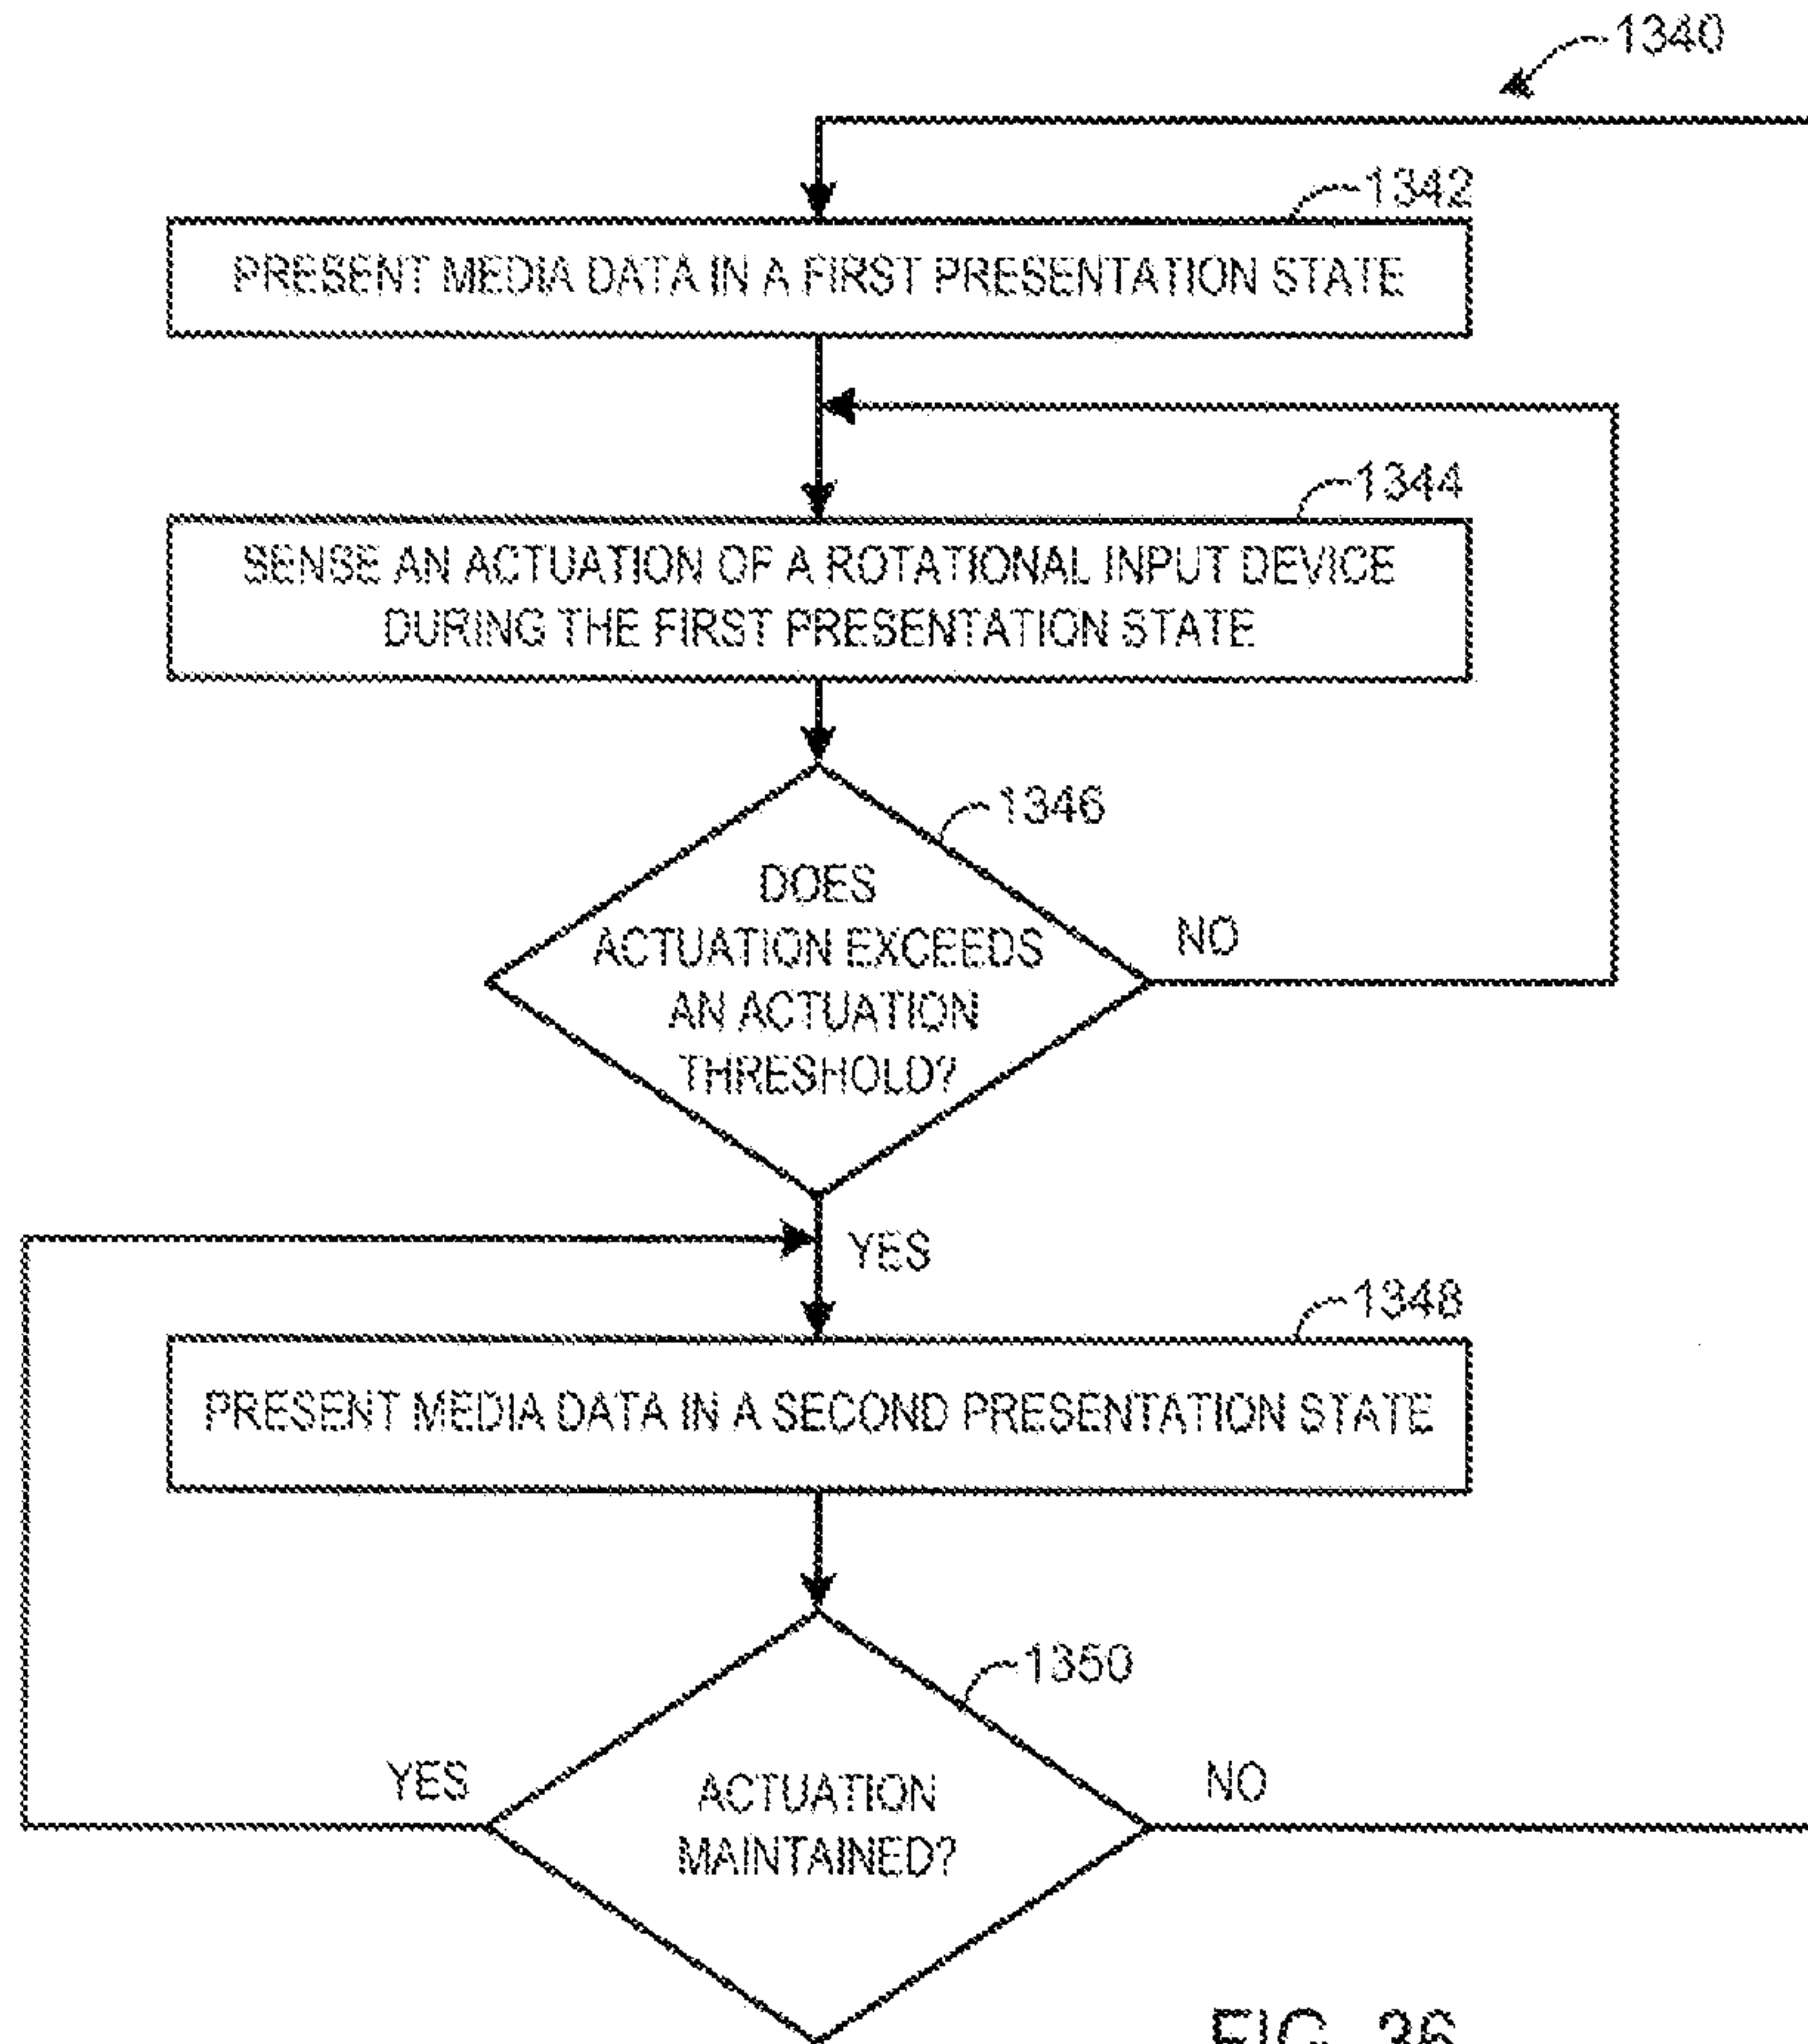 1340
1342
PRESENT MEDIA DATA IN A FIRST PRESENTATION STATE
1344
SENSE AN ACTUATION OF A ROTATIONAL INPUT DEVICE
DURING THE FIRST PRESENTATION STATE
1346
DOES
ACTUATION EXCEEDS
AN ACTUATION
THRESHOLD?
NO
YES
1348
PRESENT MEDIA DATA IN A SECOND PRESENTATION STATE
1350
YES
ACTUATION
MAINTAINED?
NO
FIG. 36